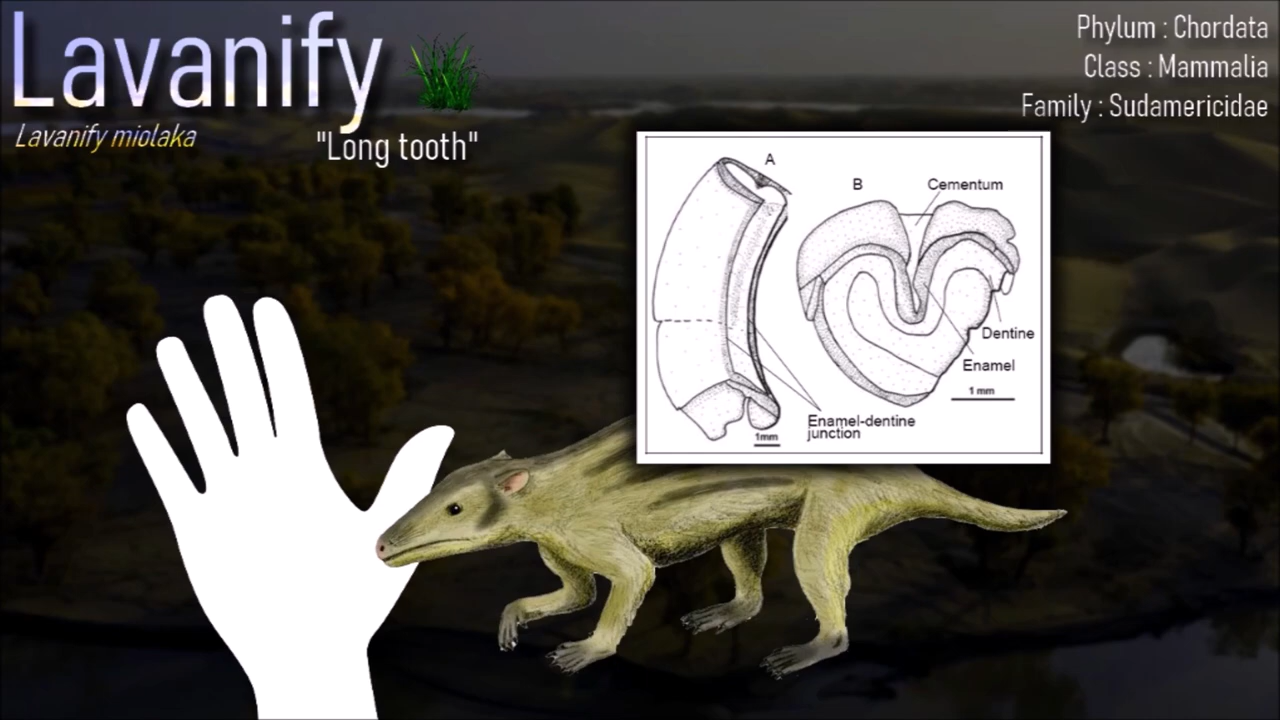 Lavanify
Lavanify miolaka
"Long tooth"
Phylum : Chordata
Class : Mammalia
Family : Sudamericidae
A
B
Cementum
Dentine
Enamel
1 mm
Enamel-dentine
junction
1mm